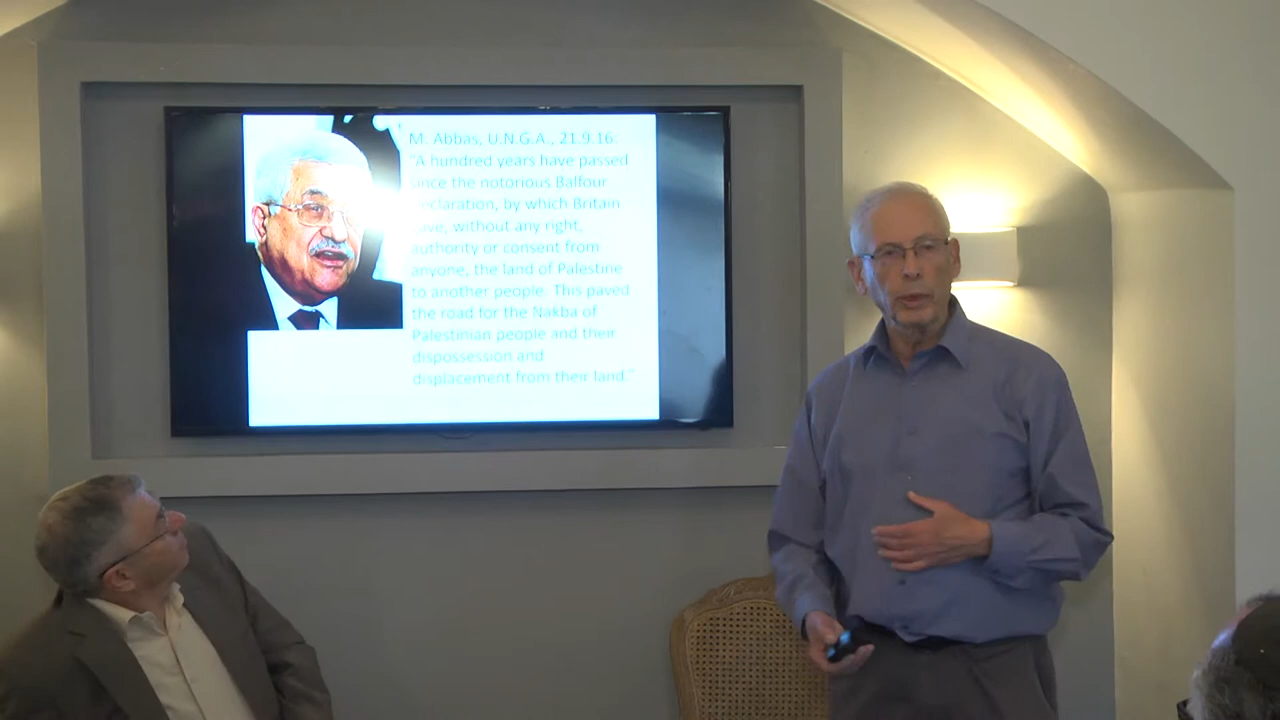 M. Abbas, U.N.G.A., 21.9.16:
"A hundred years have passed
since the notorious Balfour
Declaration, by which Britain
gave, without any right,
authority or consent from
anyone, the land of Palestine
to another people. This paved
the road for the Nakba of
Palestinian people and their
dispossession and
displacement from their land."